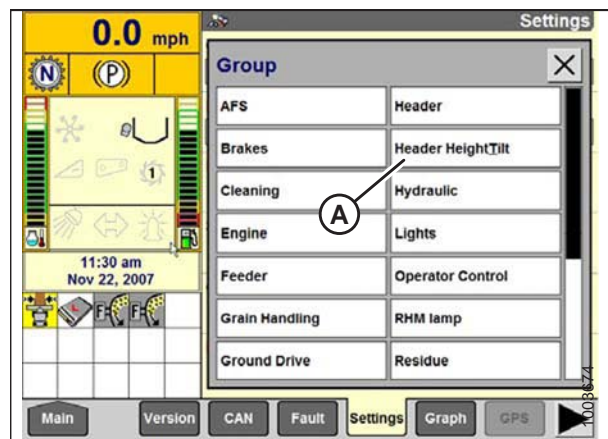 0.0 mph
Settings
N
(P)
Group
X
AFS
Header
Brakes
Header HeightTilt
Cleaning
Hydraulic
A
Engine
Lights
Feeder
Operator Control
Grain Handling
RHM lamp
Ground Drive
Residue
1
11:30 am
Nov 22, 2007
L
F
F
Main
Version
CAN
Fault
Settings
Graph
GPS
1003674